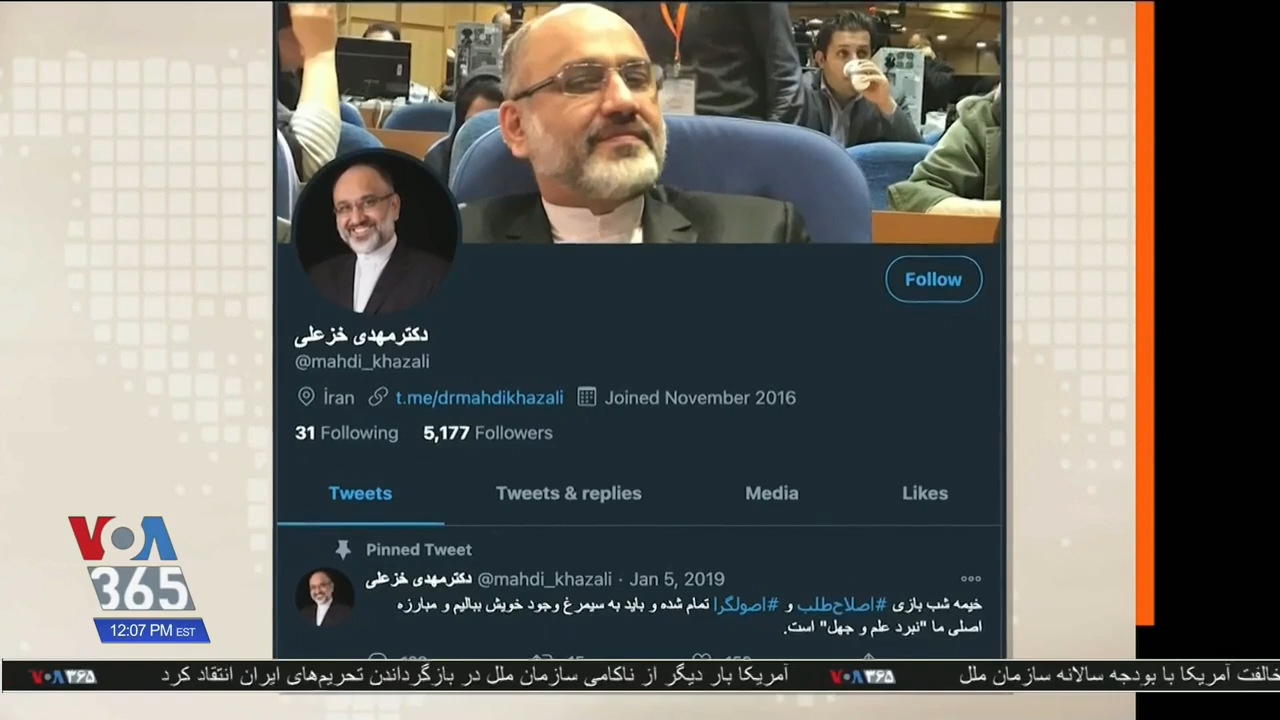 Follow
دکترمهدی خزعلی
@mahdi_khazali
İran t.me/drmahdikhazali Joined November 2016
31 Following 5,177 Followers
Tweets Tweets & replies Media Likes
Pinned Tweet
دکترمهدی خزعلی @mahdi_khazali · Jan 5, 2019
خیمه شب بازی #اصلاح‌طلب و #اصولگرا تمام شده و باید به سیمرغ وجود خویش ببالیم و مبارزه
اصلی ما "نبرد علم و جهل" است.
VOA
365
12:07 PM EST
خالفت آمریکا با بودجه سالانه سازمان ملل VOA۳۶۵ آمریکا بار دیگر از ناکامی سازمان ملل در بازگرداندن تحریم‌های ایران انتقاد کرد VOA۳۶۵